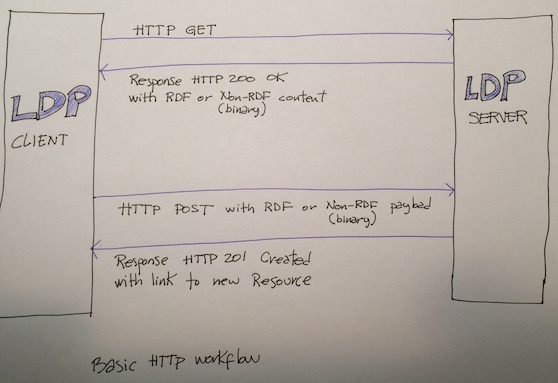 HTTP GET
Response HTTP 200 OK
with RDF or Non-RDF content
(binary)
LDP
CLIENT
LDP
SERVER
HTTP POST with RDF or Non-RDF payload
(binary)
Response HTTP 201 Created
with link to new Resource
Basic HTTP workflow